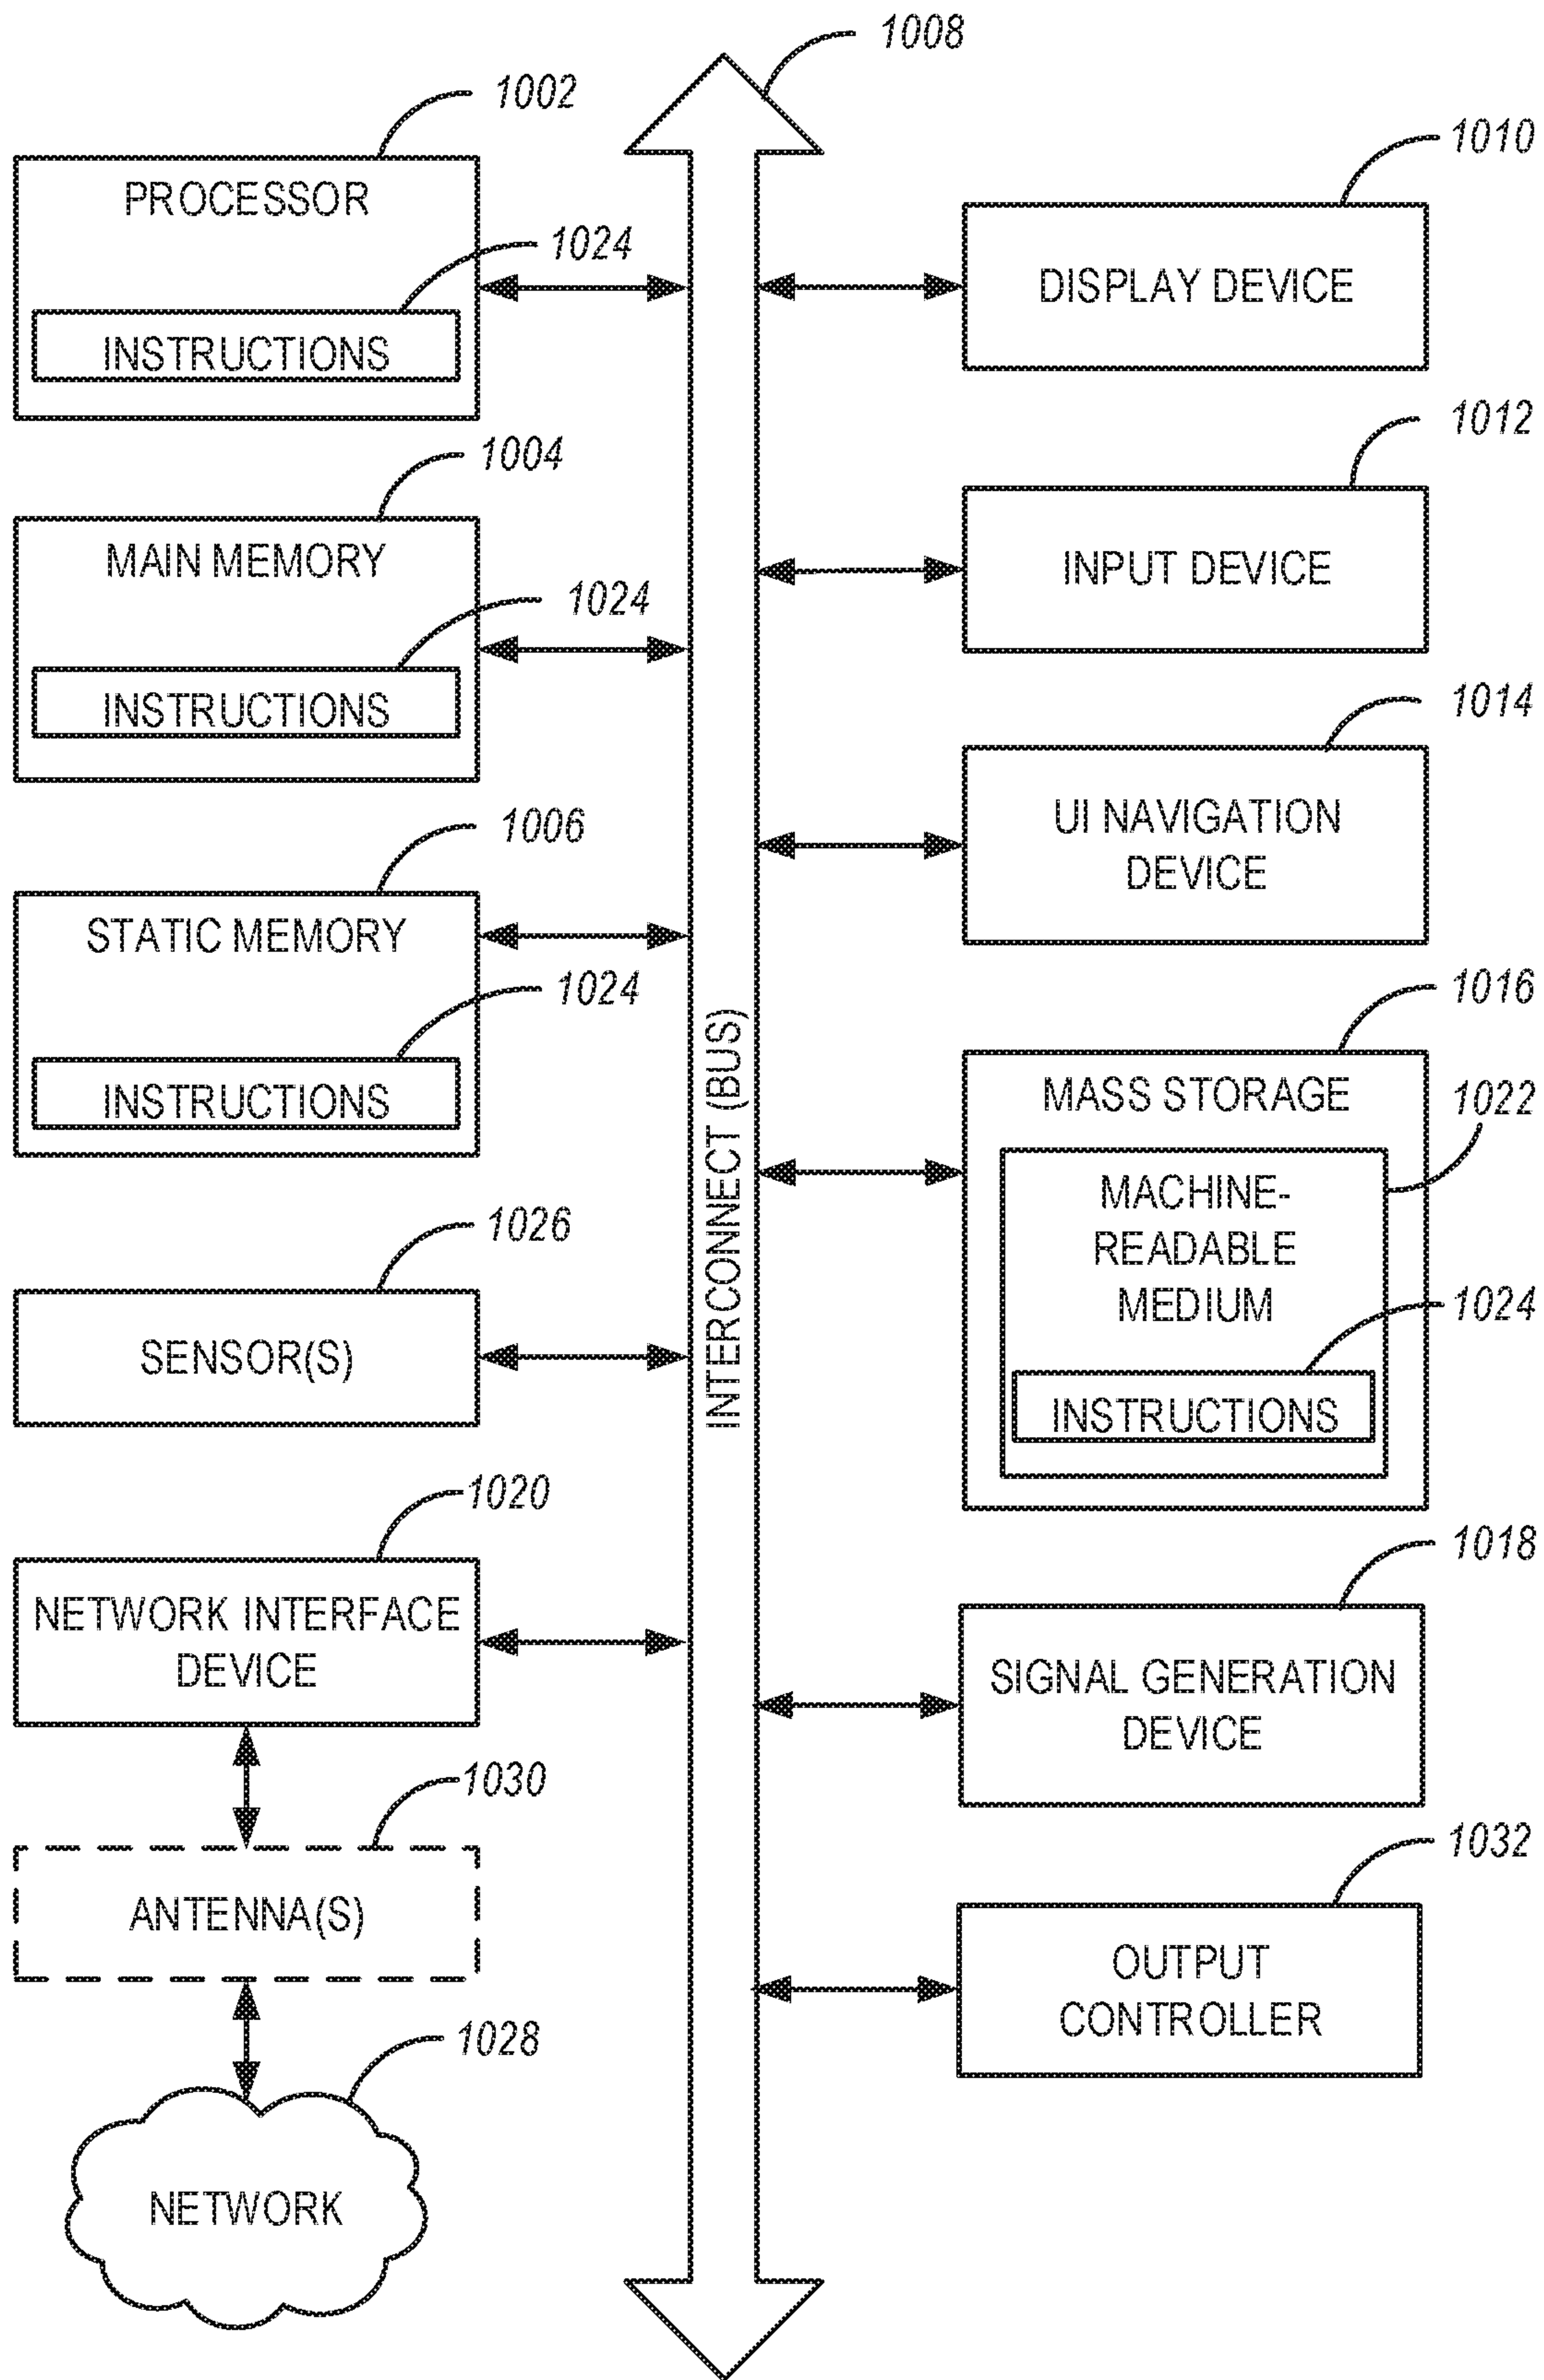 1008
1002
PROCESSOR
1024
INSTRUCTIONS
1004
MAIN MEMORY
1024
INSTRUCTIONS
1006
STATIC MEMORY
1024
INSTRUCTIONS
1026
SENSOR(S)
1020
NETWORK INTERFACE
DEVICE
1030
ANTENNA(S)
1028
NETWORK
INTERCONNECT (BUS)
1010
DISPLAY DEVICE
1012
INPUT DEVICE
1014
UI NAVIGATION
DEVICE
1016
MASS STORAGE
1022
MACHINE-
READABLE
MEDIUM
1024
INSTRUCTIONS
1018
SIGNAL GENERATION
DEVICE
1032
OUTPUT
CONTROLLER